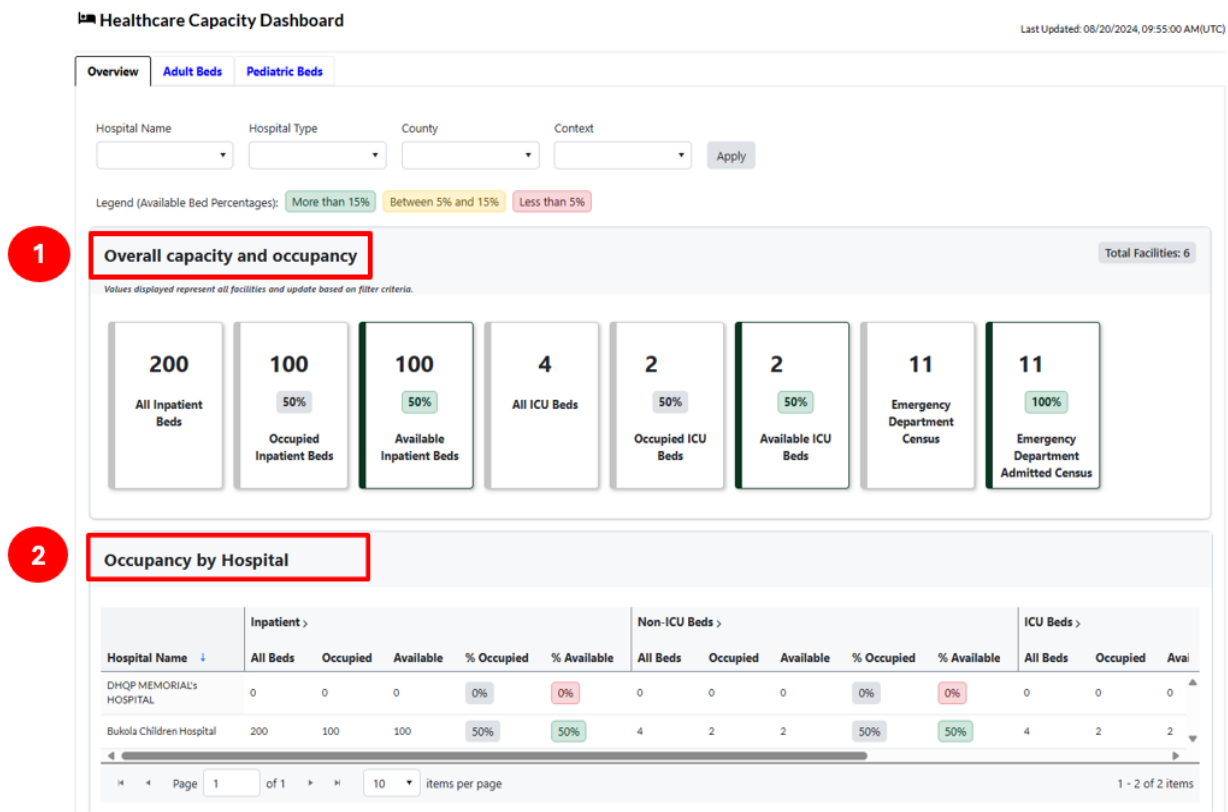 Healthcare Capacity Dashboard
Last Updated: 08/20/2024, 09:55:00 AM(UTC)
Overview Adult Beds Pediatric Beds
Hospital Name Hospital Type County Context
Apply
Legend (Available Bed Percentages): More than 15% Between 5% and 15% Less than 5%
1
Overall capacity and occupancy
Total Facilities: 6
Values displayed represent all facilities and update based on filter criteria.
200
All Inpatient
Beds
100
50%
Occupied
Inpatient Beds
100
50%
Available
Inpatient Beds
4
All ICU Beds
2
50%
Occupied ICU
Beds
2
50%
Available ICU
Beds
11
Emergency
Department
Census
11
100%
Emergency
Department
Admitted Census
2
Occupancy by Hospital
Inpatient > Non-ICU Beds > ICU Beds >
Hospital Name ↓ All Beds Occupied Available % Occupied % Available All Beds Occupied Available % Occupied % Available All Beds Occupied Avai
DHQP MEMORIAL's
HOSPITAL
0 0 0 0% 0% 0 0 0 0% 0% 0 0 0
Bukola Children Hospital 200 100 100 50% 50% 4 2 2 50% 50% 4 2 2
Page 1 of 1 10 items per page 1 - 2 of 2 items